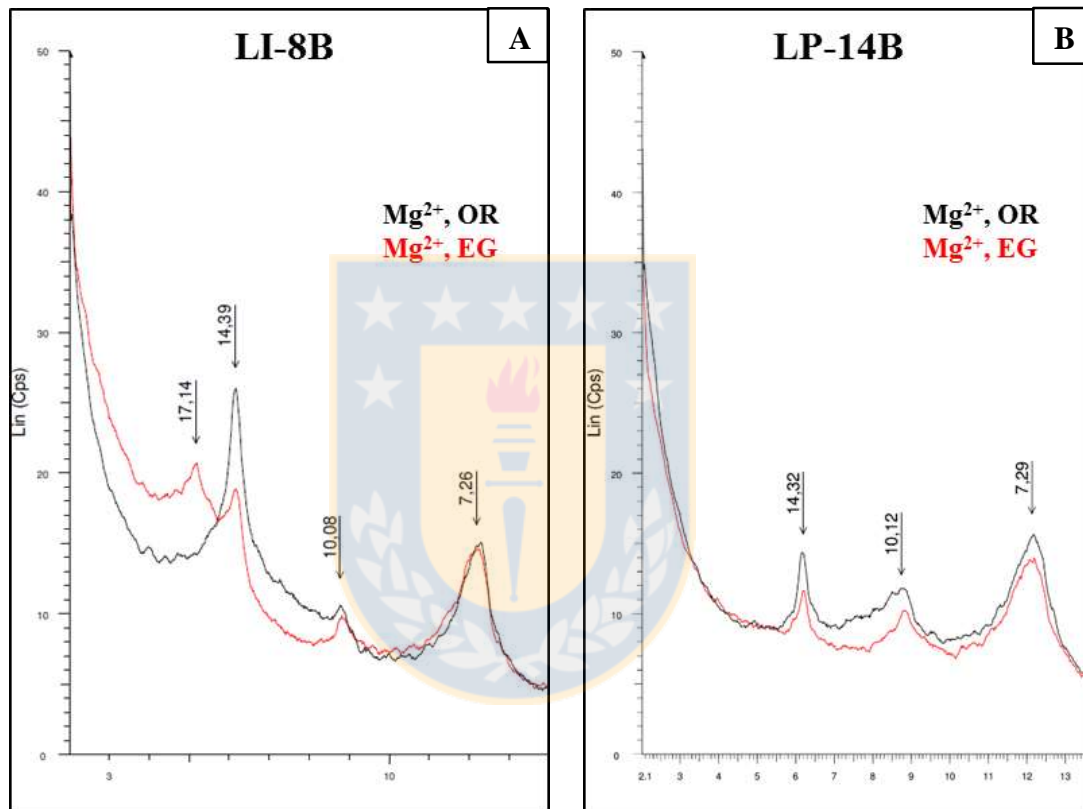 LI-8B
A
50
40
30
20
10
0
Lin (Cps)
Mg²⁺, OR
Mg²⁺, EG
17,14
14,39
10,08
7,26
3
10
LP-14B
B
50
40
30
20
10
0
Lin (Cps)
Mg²⁺, OR
Mg²⁺, EG
14,32
10,12
7,29
2.1 3 4 5 6 7 8 9 10 11 12 13